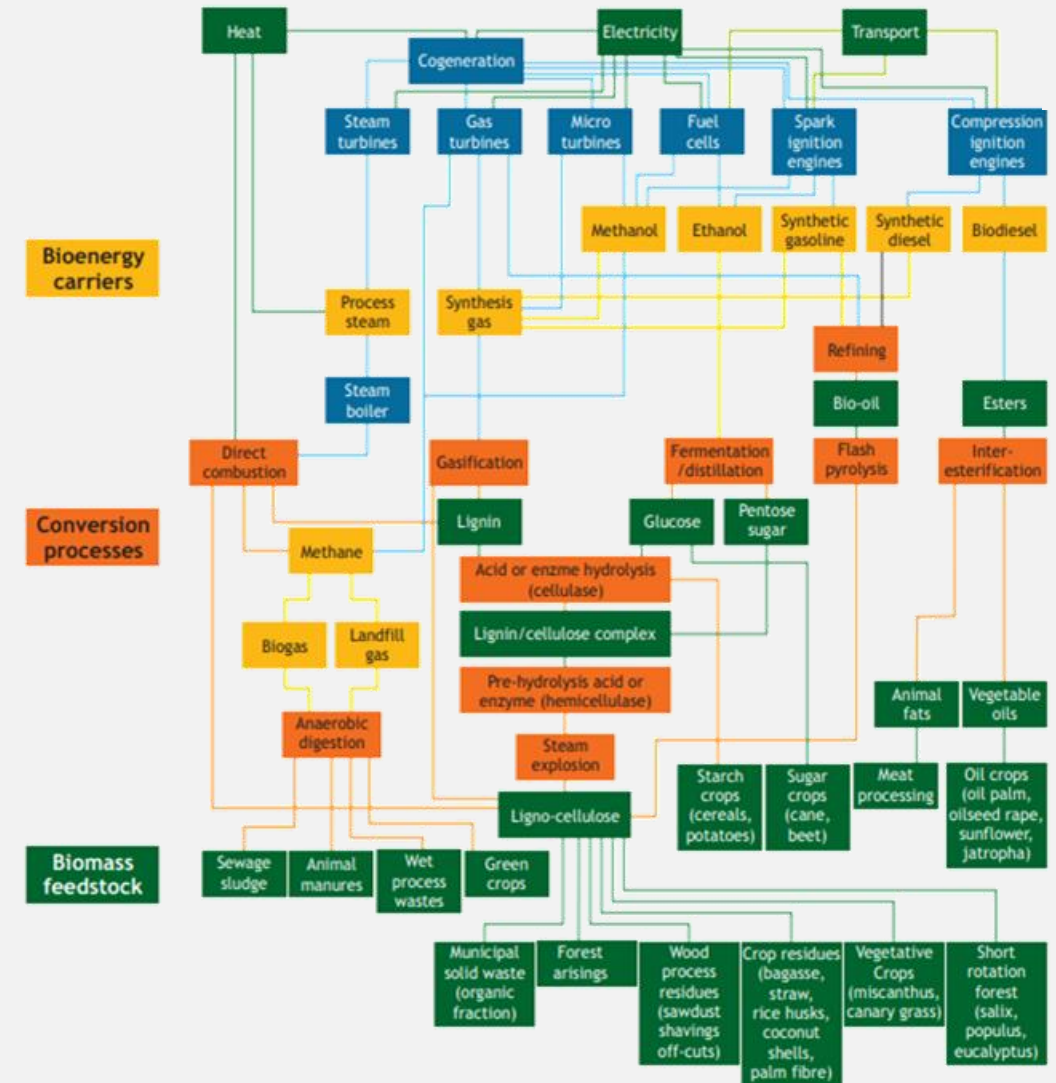 Heat
Electricity
Transport
Cogeneration
Steam
turbines
Gas
turbines
Micro
turbines
Fuel
cells
Spark
ignition
engines
Compression
ignition
engines
Methanol
Ethanol
Synthetic
gasoline
Synthetic
diesel
Biodiesel
Bioenergy
carriers
Process
steam
Synthesis
gas
Refining
Steam
boiler
Bio-oil
Esters
Direct
combustion
Gasification
Fermentation
/distillation
Flash
pyrolysis
Inter-
esterification
Conversion
processes
Lignin
Glucose
Pentose
sugar
Methane
Acid or enzme hydrolysis
(cellulase)
Biogas
Landfill
gas
Lignin/cellulose complex
Pre-hydrolysis acid or
enzyme (hemicellulase)
Animal
fats
Vegetable
oils
Anaerobic
digestion
Steam
explosion
Starch
crops
(cereals,
potatoes)
Sugar
crops
(cane,
beet)
Meat
processing
Oil crops
(oil palm,
oilseed rape,
sunflower,
jatropha)
Ligno-cellulose
Biomass
feedstock
Sewage
sludge
Animal
manures
Wet
process
wastes
Green
crops
Municipal
solid waste
(organic
fraction)
Forest
arisings
Wood
process
residues
(sawdust
shavings
off-cuts)
Crop residues
(bagasse,
straw,
rice husks,
coconut
shells,
palm fibre)
Vegetative
Crops
(miscanthus,
canary grass)
Short
rotation
forest
(salix,
populus,
eucalyptus)